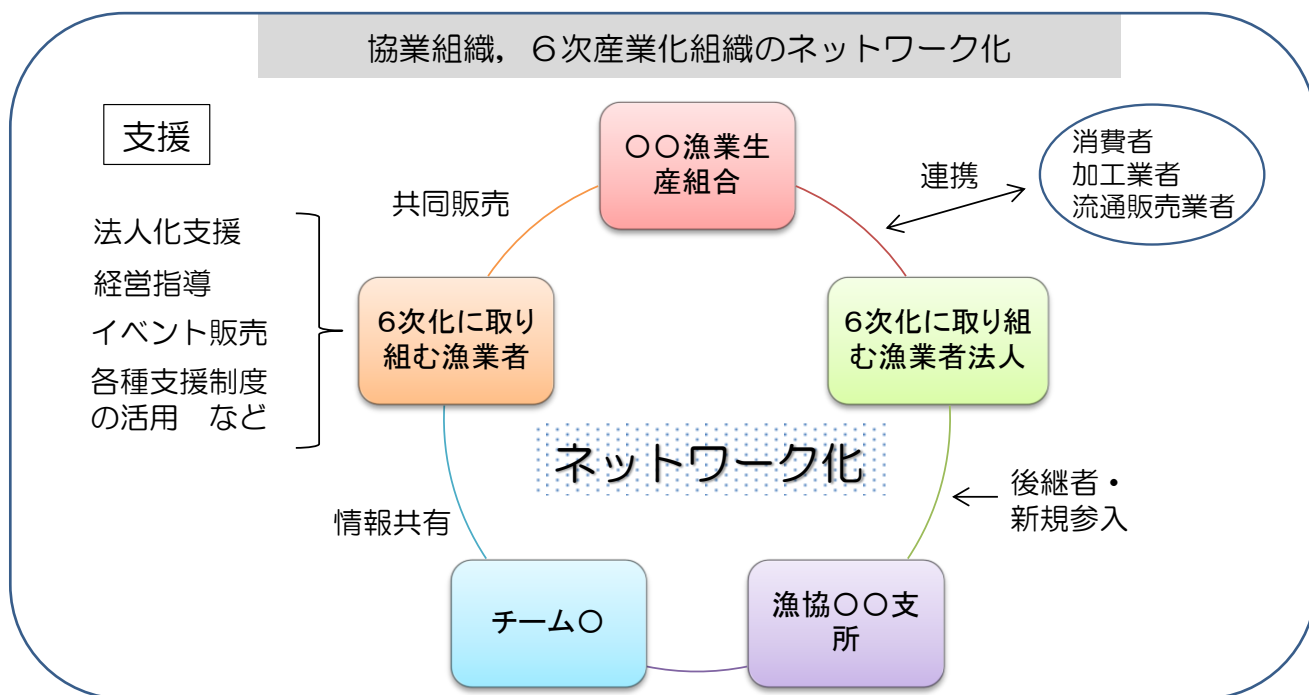 協業組織，６次産業化組織のネットワーク化
支援
〇〇漁業生
産組合
消費者
加工業者
流通販売業者
連携
共同販売
法人化支援
経営指導
イベント販売
各種支援制度
の活用　など
６次化に取り
組む漁業者
６次化に取り組
む漁業者法人
ネットワーク化
後継者・
新規参入
情報共有
チーム〇
漁協〇〇支
所